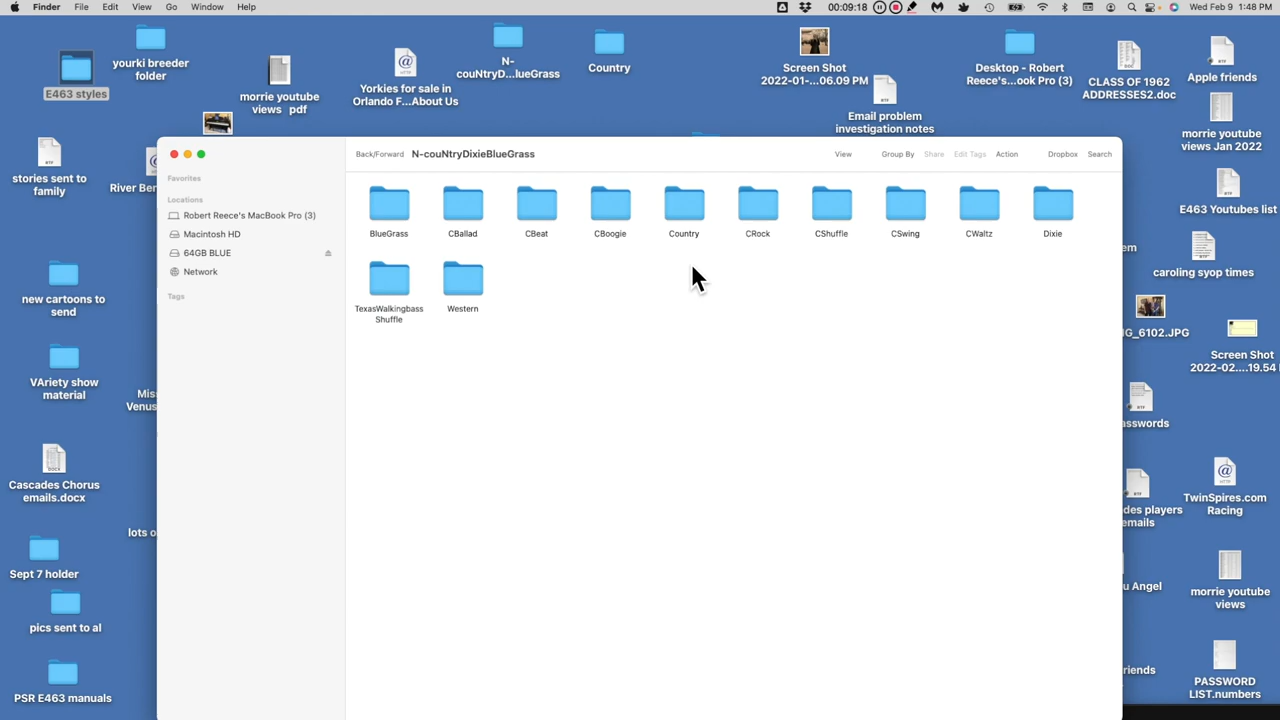 Finder File Edit View Go Window Help
00:09:18
Wed Feb 9 1:48 PM
E463 styles
yourki breeder
folder
morrie youtube
views pdf
Yorkies for sale in
Orlando F...About Us
N-
couNtryD...lueGrass
Country
Screen Shot
2022-01-...06.09 PM
Email problem
investigation notes
Desktop - Robert
Reece's...ook Pro (3)
CLASS OF 1962
ADDRESSES2.doc
Apple friends
morrie youtube
views Jan 2022
stories sent to
family
River Ber
E463 Youtubes list
em
caroling syop times
new cartoons to
send
G_6102.JPG
Screen Shot
2022-02....19.54
VAriety show
material
Mis
Venus
asswords
Cascades Chorus
emails.docx
lots o
des players
emails
TwinSpires.com
Racing
Sept 7 holder
u Angel
morrie youtube
views
pics sent to al
PSR E463 manuals
riends
PASSWORD
LIST.numbers
Back/Forward N-couNtryDixieBlueGrass View Group By Share Edit Tags Action Dropbox Search
Favorites
Locations
Robert Reece's MacBook Pro (3)
Macintosh HD
64GB BLUE
Network
Tags
BlueGrass CBallad CBeat CBoogie Country CRock CShuffle CSwing CWaltz Dixie
TexasWalkingbass
Shuffle
Western